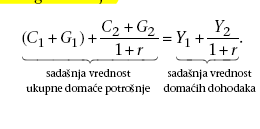 (C₁ + G₁) + (C₂ + G₂)/(1 + r) = Y₁ + Y₂/(1 + r).
sadašnja vrednost sadašnja vrednost
ukupne domaće potrošnje domaćih dohodaka